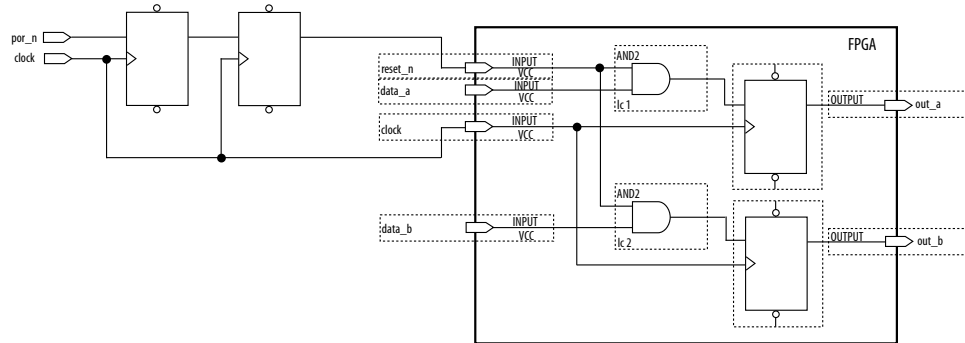 por_n
clock
FPGA
reset_n
INPUT
VCC
AND2
lc 1
data_a
INPUT
VCC
OUTPUT
out_a
clock
INPUT
VCC
AND2
lc 2
data_b
INPUT
VCC
OUTPUT
out_b